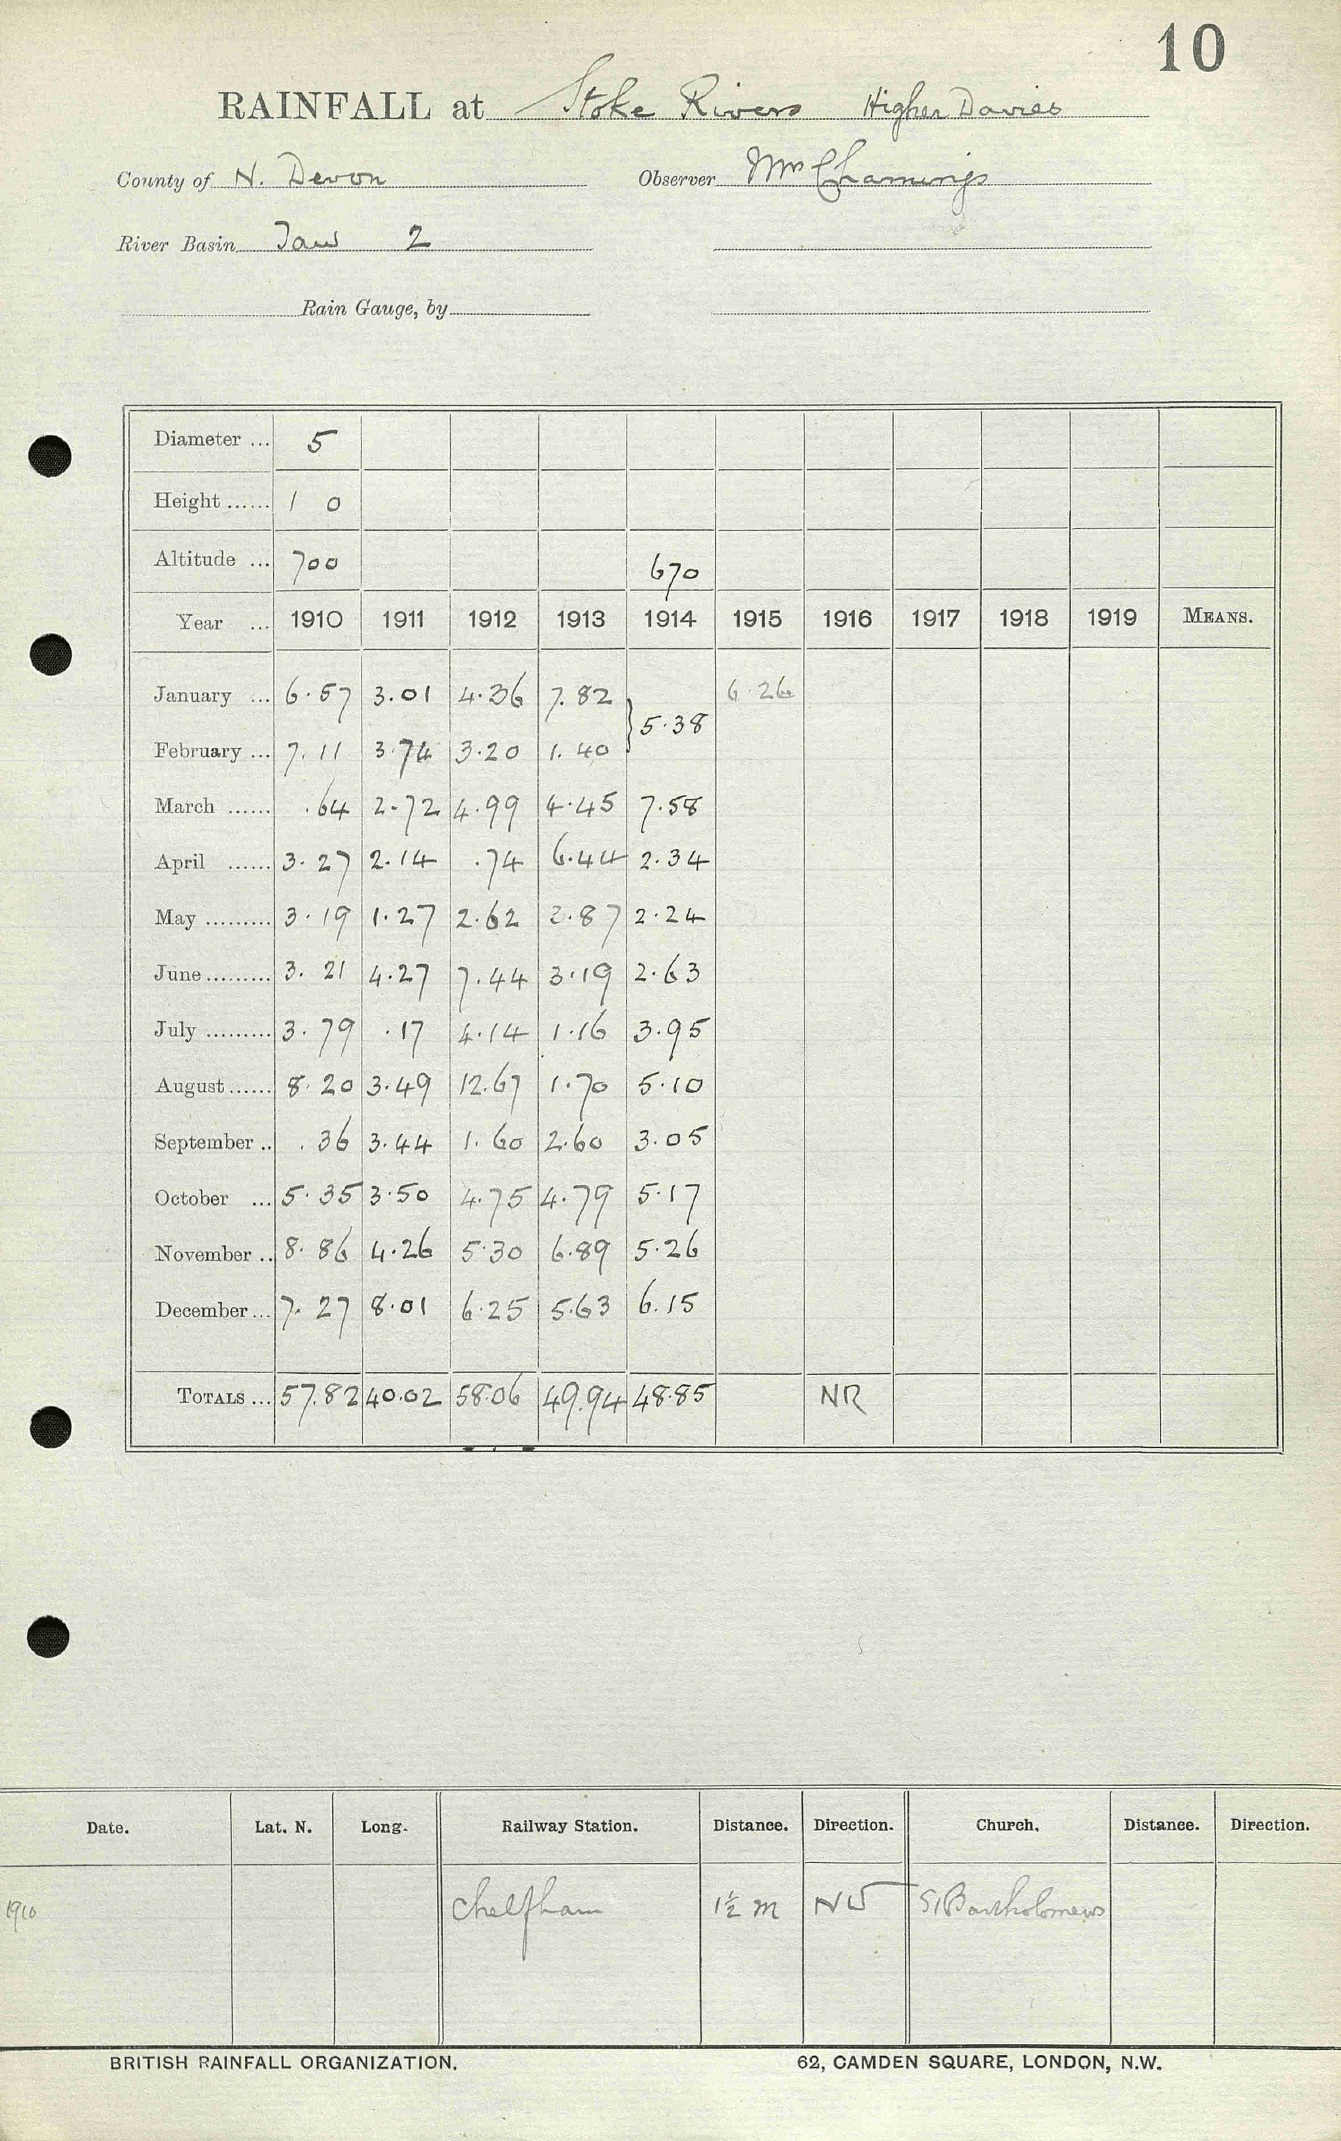 10
RAINFALL at Stoke Rivers Higher Davies
County of N. Devon Observer Mrs Chamings
River Basin Taw 2
Rain Gauge, by
Diameter ... 5
Height ...... 1 0
Altitude ... 700 670
Year ... 1910 1911 1912 1913 1914 1915 1916 1917 1918 1919 MEANS.
January ... 6.57 3.01 4.36 7.82 } 5.38 6.26
February ... 7.11 3.74 3.20 1.40
March ...... .64 2.72 4.99 4.45 7.58
April ...... 3.27 2.14 .74 6.44 2.34
May ......... 3.19 1.27 2.62 2.87 2.24
June ......... 3.21 4.27 7.44 3.19 2.63
July ......... 3.79 .17 4.14 1.16 3.95
August ...... 8.20 3.49 12.67 1.70 5.10
September .. .36 3.44 1.60 2.60 3.05
October ... 5.35 3.50 4.75 4.79 5.17
November .. 8.86 4.26 5.30 6.89 5.26
December ... 7.27 8.01 6.25 5.63 6.15
TOTALS ... 57.82 40.02 58.06 49.94 48.85 NR
Date. Lat. N. Long. Railway Station. Distance. Direction. Church. Distance. Direction.
1910 Chelfham 1½ m NW St Bartholomews
BRITISH RAINFALL ORGANIZATION. 62, CAMDEN SQUARE, LONDON, N.W.